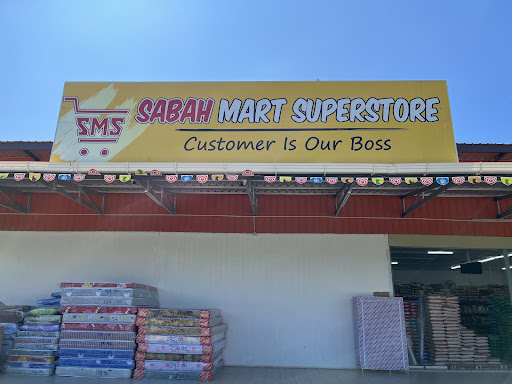 SMS
SABAH MART SUPERSTORE
Customer Is Our Boss